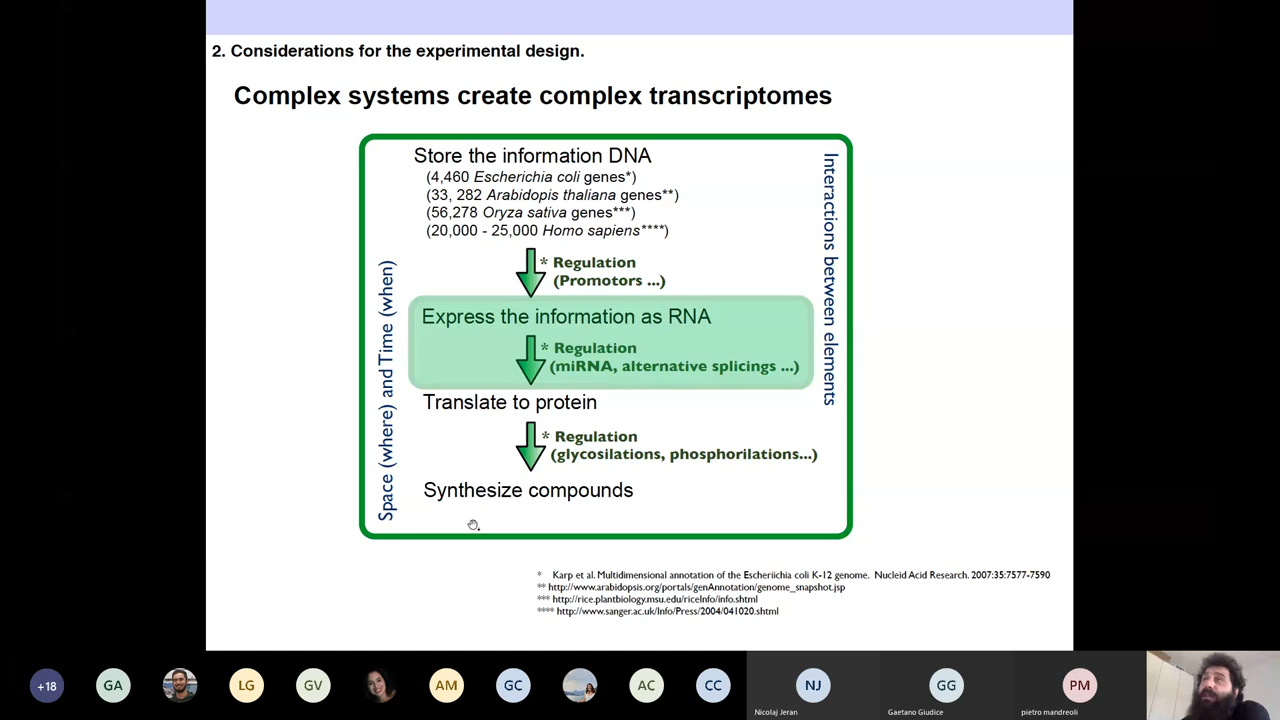 2. Considerations for the experimental design.
Complex systems create complex transcriptomes
Store the information DNA
(4,460 Escherichia coli genes*)
(33, 282 Arabidopsis thaliana genes**)
(56,278 Oryza sativa genes***)
(20,000 - 25,000 Homo sapiens****)
* Regulation
(Promotors ...)
Express the information as RNA
* Regulation
(miRNA, alternative splicings ...)
Translate to protein
* Regulation
(glycosilations, phosphorilations...)
Synthesize compounds
Space (where) and Time (when)
Interactions between elements
* Karp et al. Multidimensional annotation of the Escheriichia coli K-12 genome. Nucleid Acid Research. 2007:35:7577-7590
** http://www.arabidopsis.org/portals/genAnnotation/genome_snapshot.jsp
*** http://rice.plantbiology.msu.edu/riceInfo/info.shtml
**** http://www.sanger.ac.uk/Info/Press/2004/041020.shtml
+18
GA
LG
GV
AM
GC
AC
CC
NJ
Nicolaj Jeran
GG
Gaetano Giudice
PM
pietro mandreoli